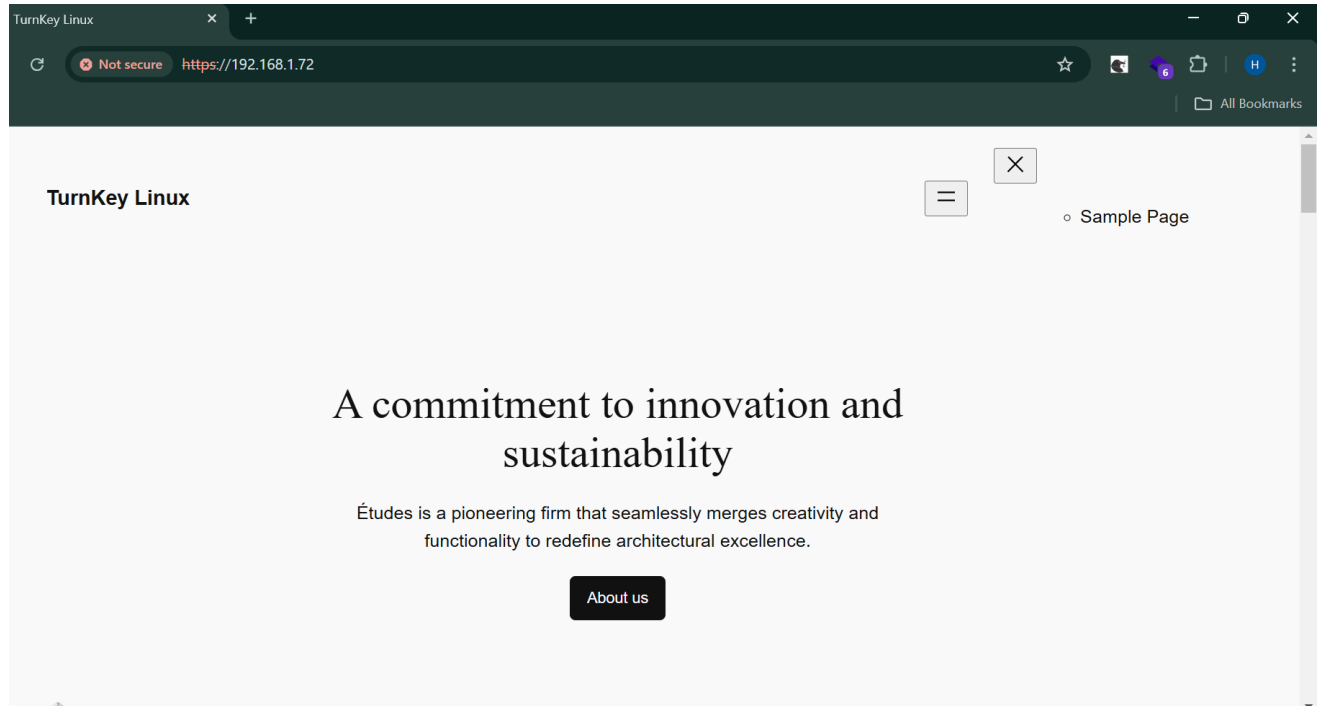 TurnKey Linux
Not secure https://192.168.1.72
6
H
All Bookmarks
TurnKey Linux
Sample Page
A commitment to innovation and
sustainability
Études is a pioneering firm that seamlessly merges creativity and
functionality to redefine architectural excellence.
About us